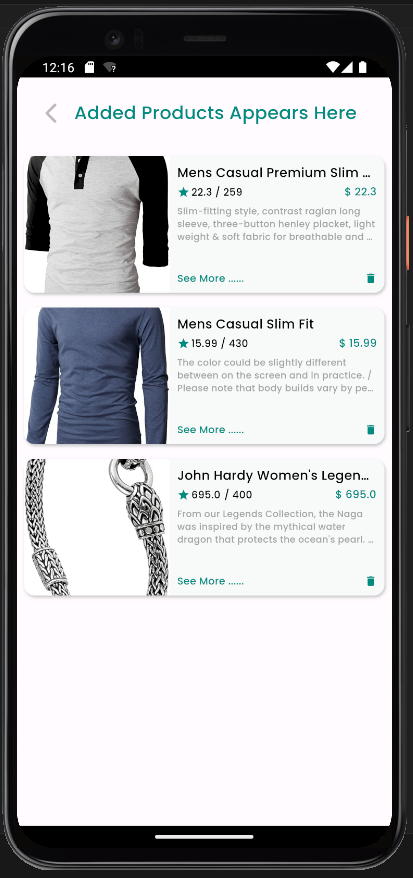 12:16
Added Products Appears Here
Mens Casual Premium Slim ...
22.3 / 259
$ 22.3
Slim-fitting style, contrast raglan long
sleeve, three-button henley placket, light
weight & soft fabric for breathable and ...
See More ......
Mens Casual Slim Fit
15.99 / 430
$ 15.99
The color could be slightly different
between on the screen and in practice. /
Please note that body builds vary by pe...
See More ......
John Hardy Women's Legen...
695.0 / 400
$ 695.0
From our Legends Collection, the Naga
was inspired by the mythical water
dragon that protects the ocean's pearl. ...
See More ......